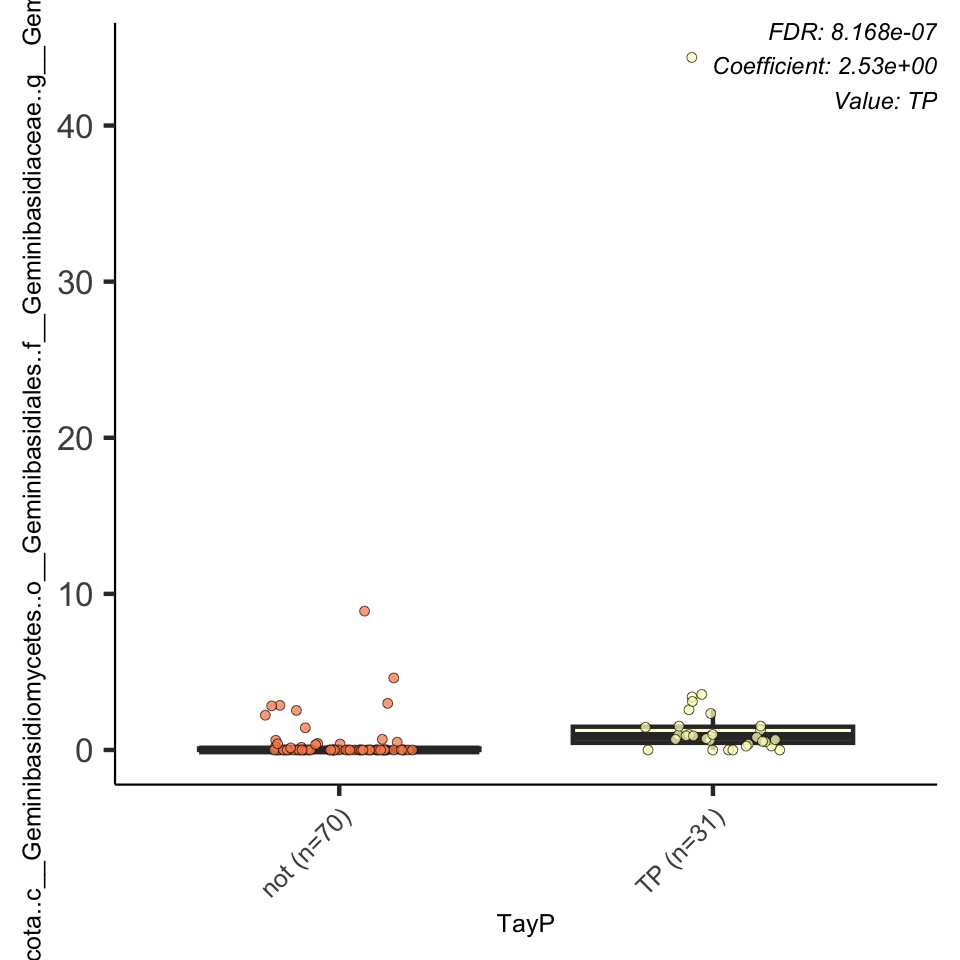 FDR: 8.168e-07
Coefficient: 2.53e+00
Value: TP
cota..c__Geminibasidiomycetes..o__Geminibasidiales..f__Geminibasidiaceae..g__Gem
40
30
20
10
0
not (n=70)
TP (n=31)
TayP